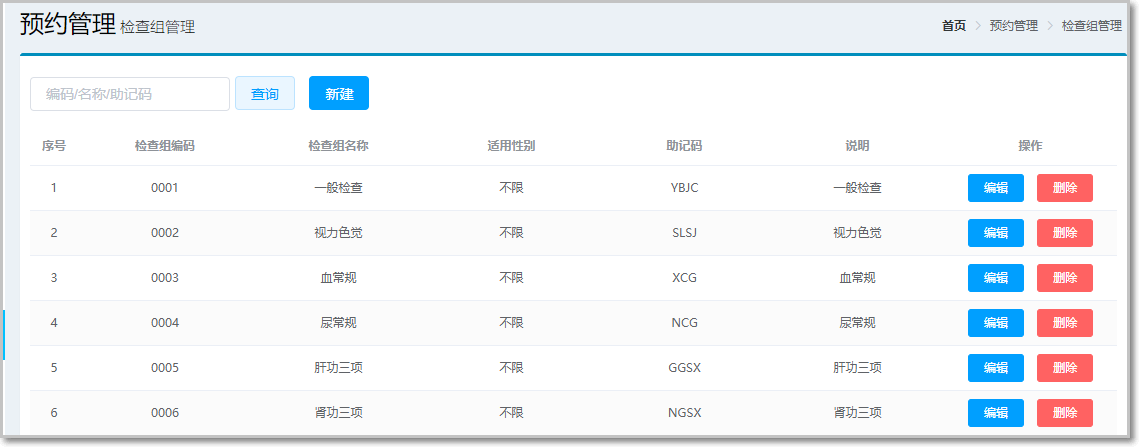 预约管理 检查组管理 首页 > 预约管理 > 检查组管理
编码/名称/助记码 查询 新建
序号 检查组编码 检查组名称 适用性别 助记码 说明 操作
1 0001 一般检查 不限 YBJC 一般检查 编辑 删除
2 0002 视力色觉 不限 SLSJ 视力色觉 编辑 删除
3 0003 血常规 不限 XCG 血常规 编辑 删除
4 0004 尿常规 不限 NCG 尿常规 编辑 删除
5 0005 肝功三项 不限 GGSX 肝功三项 编辑 删除
6 0006 肾功三项 不限 NGSX 肾功三项 编辑 删除